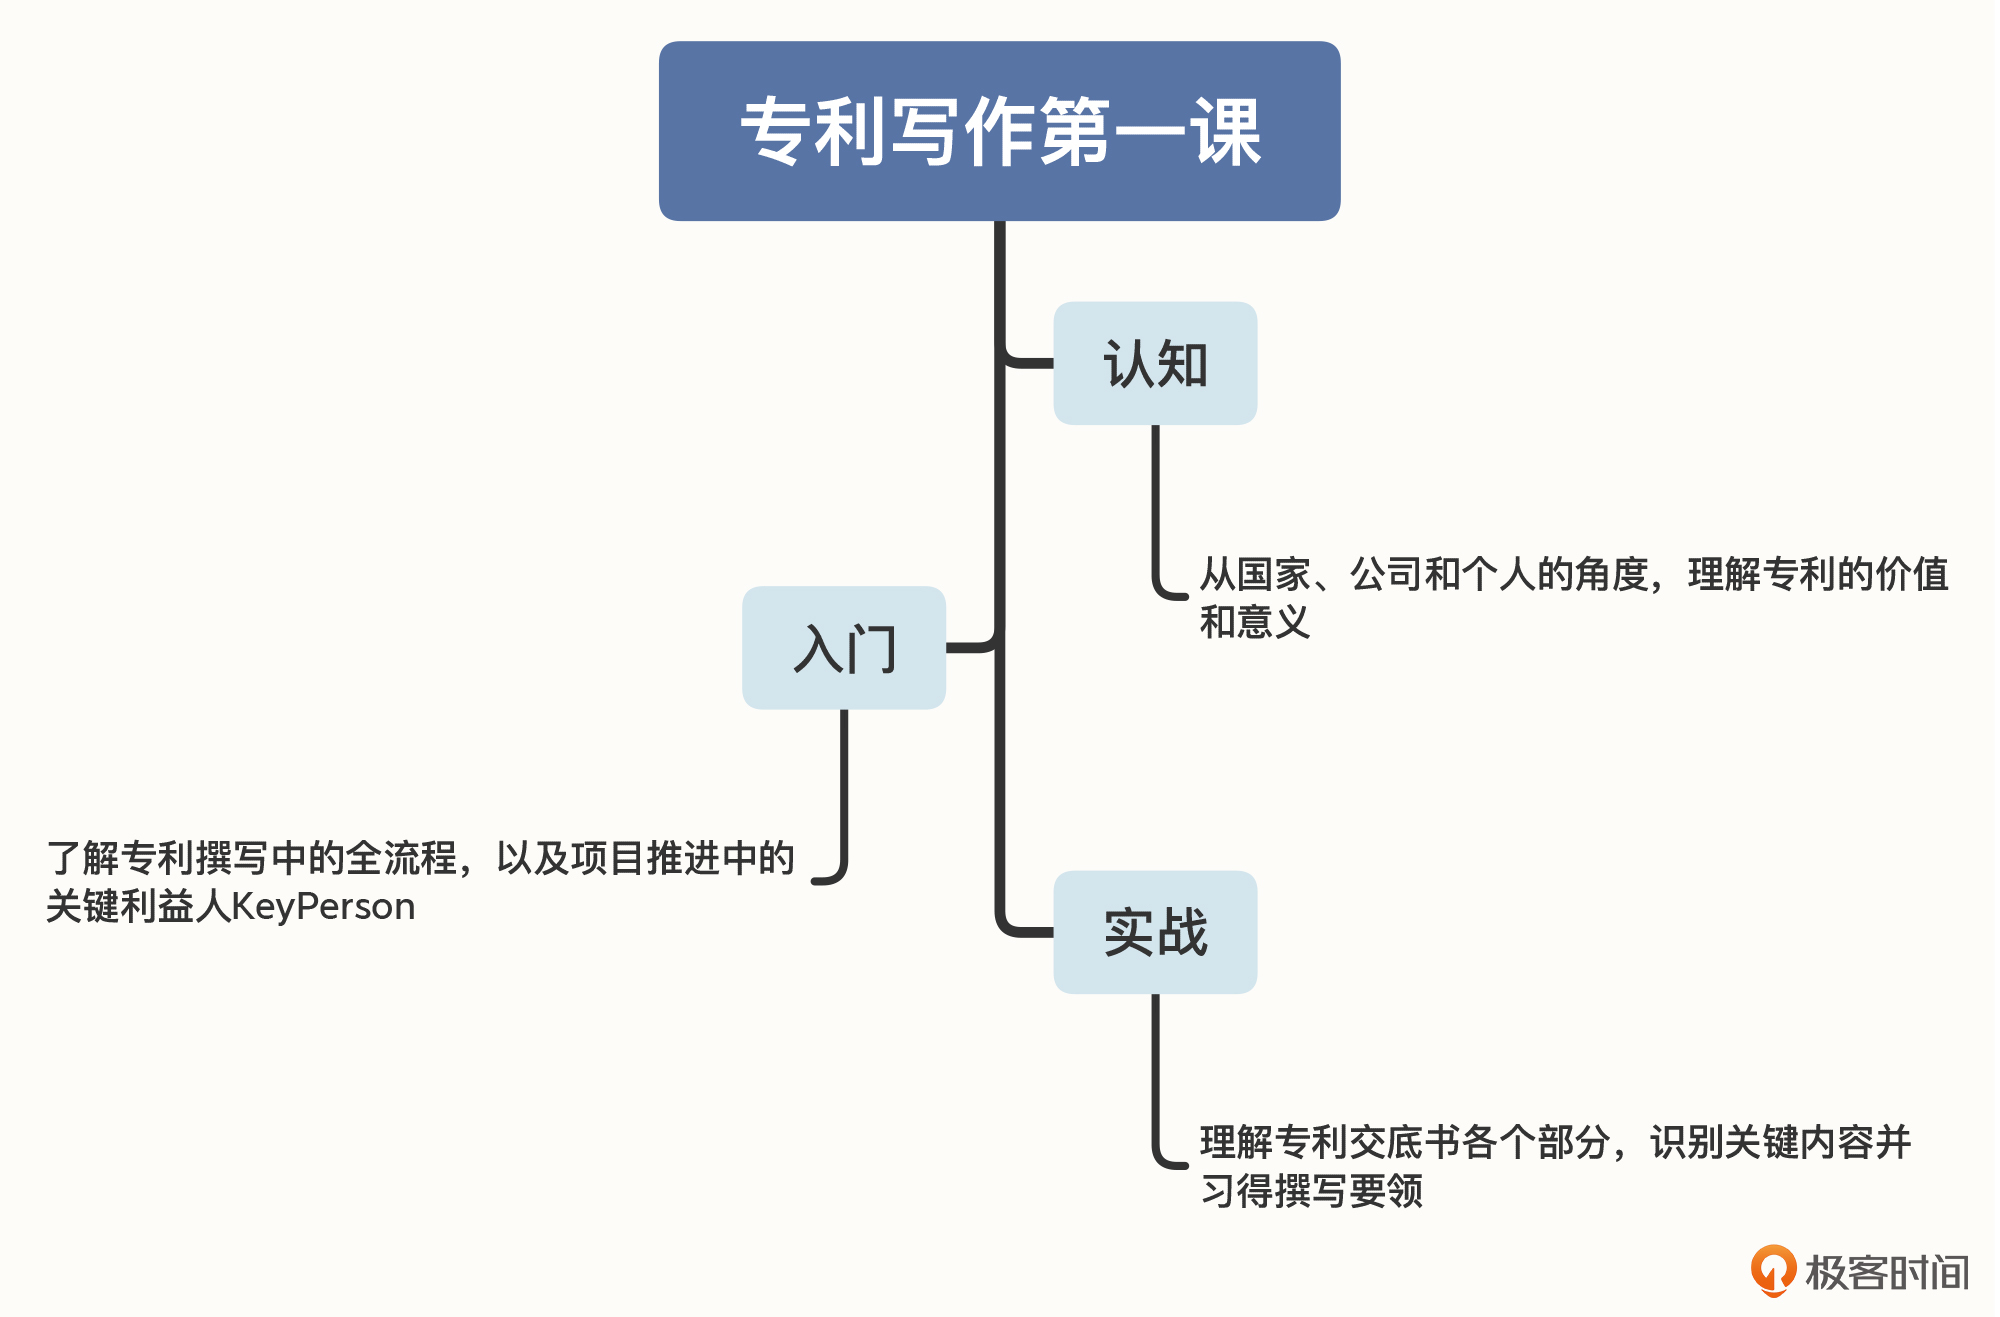 专利写作第一课
认知
从国家、公司和个人的角度，理解专利的价值
和意义
入门
了解专利撰写中的全流程，以及项目推进中的
关键利益人KeyPerson
实战
理解专利交底书各个部分，识别关键内容并
习得撰写要领
极客时间